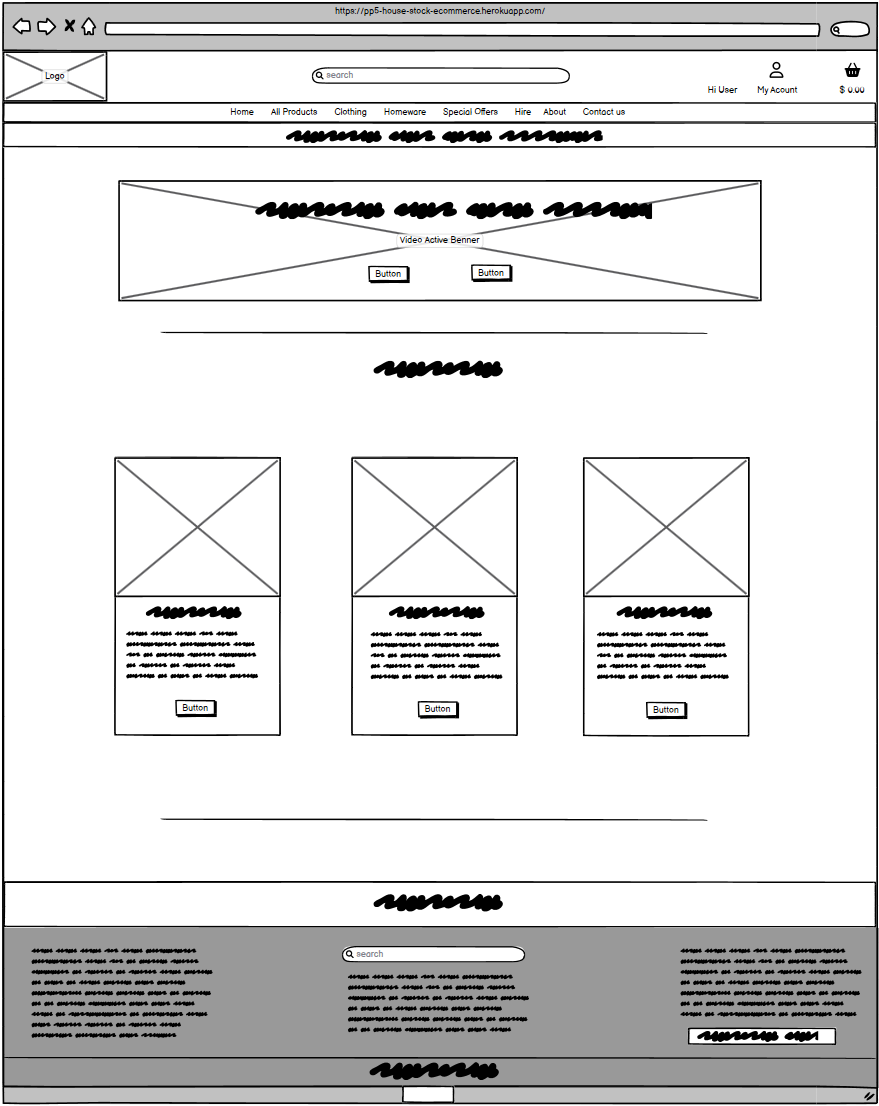 https://pp5-house-stock-ecommerce.herokuapp.com/
Logo
search
Hi User
My Acount
$ 0.00
Home All Products Clothing Homeware Special Offers Hire About Contact us
Video Active Benner
Button Button
Button Button Button
search